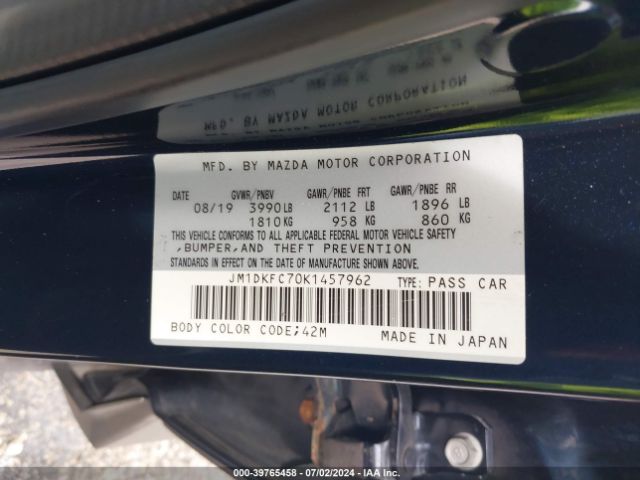 MFD. BY MAZDA MOTOR CORPORATION
DATE GVWR/PNBV GAWR/PNBE FRT GAWR/PNBE RR
08/19 3990LB 2112 LB 1896 LB
1810KG 958 KG 860 KG
THIS VEHICLE CONFORMS TO ALL APPLICABLE FEDERAL MOTOR VEHICLE SAFETY
,BUMPER,AND THEFT PREVENTION
STANDARDS IN EFFECT ON THE DATE OF MANUFACTURE SHOWN ABOVE.
JM1DKFC70K1457962 TYPE: PASS CAR
BODY COLOR CODE;42M MADE IN JAPAN
000-39765458 - 07/02/2024 - IAA Inc.